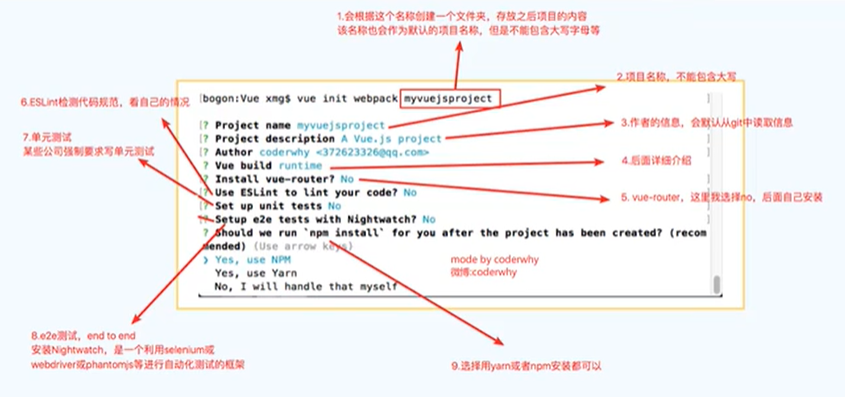 1.会根据这个名称创建一个文件夹，存放之后项目的内容
该名称也会作为默认的项目名称，但是不能包含大写字母等
2.项目名称，不能包含大写
6.ESLint检测代码规范，看自己的情况
[bogon:Vue xmg$ vue init webpack myvuejsproject
3.作者的信息，会默认从git中读取信息
7.单元测试
某些公司强制要求写单元测试
[? Project name myvuejsproject
[? Project description A Vue.js project
[? Author coderwhy <372623326@qq.com>
? Vue build runtime
4.后面详细介绍
[? Install vue-router? No
[? Use ESLint to lint your code? No
5. vue-router，这里我选择no，后面自己安装
[? Set up unit tests No
[? Setup e2e tests with Nightwatch? No
? Should we run `npm install` for you after the project has been created? (recom
mended) (Use arrow keys)
❯ Yes, use NPM
Yes, use Yarn
No, I will handle that myself
mode by coderwhy
微博:coderwhy
8.e2e测试，end to end
安装Nightwatch，是一个利用selenium或
webdriver或phantomjs等进行自动化测试的框架
9.选择用yarn或者npm安装都可以